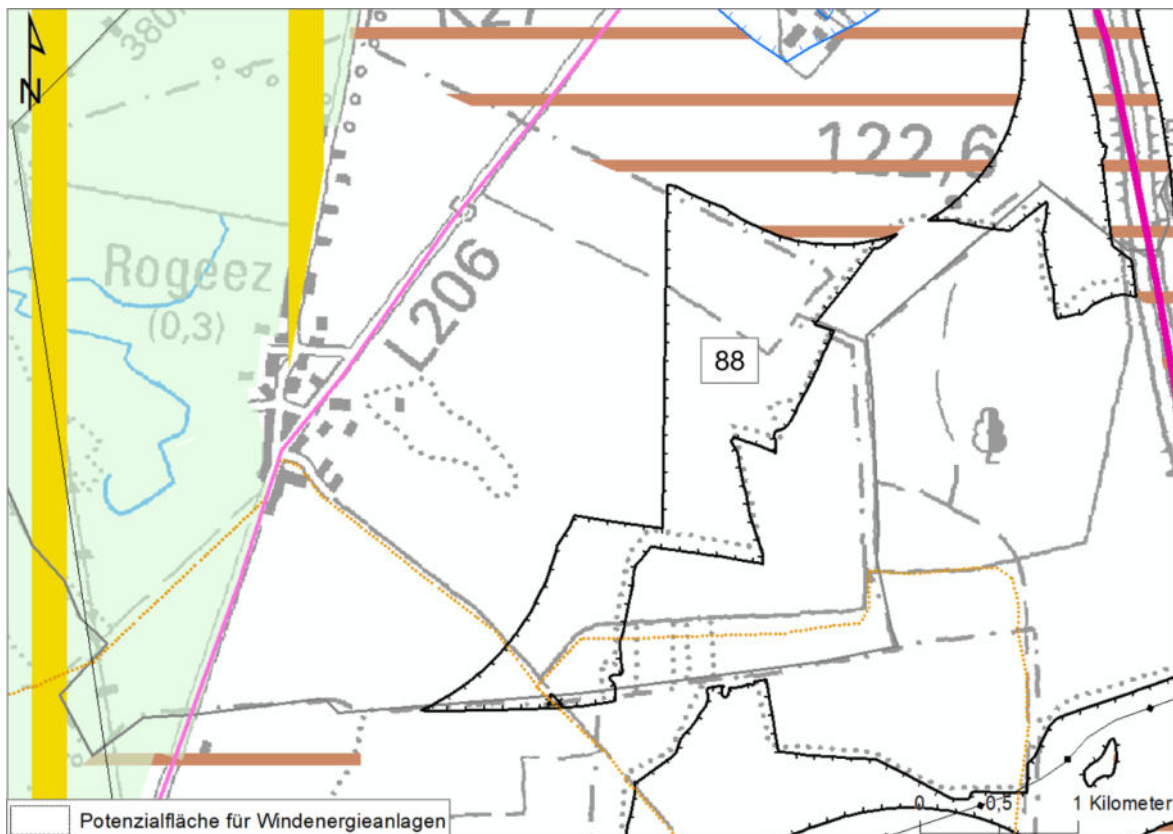 380
N
122,6
Rogeez
(0,3)
L206
88
0 0,5 1 Kilometer
Potenzialfläche für Windenergieanlagen